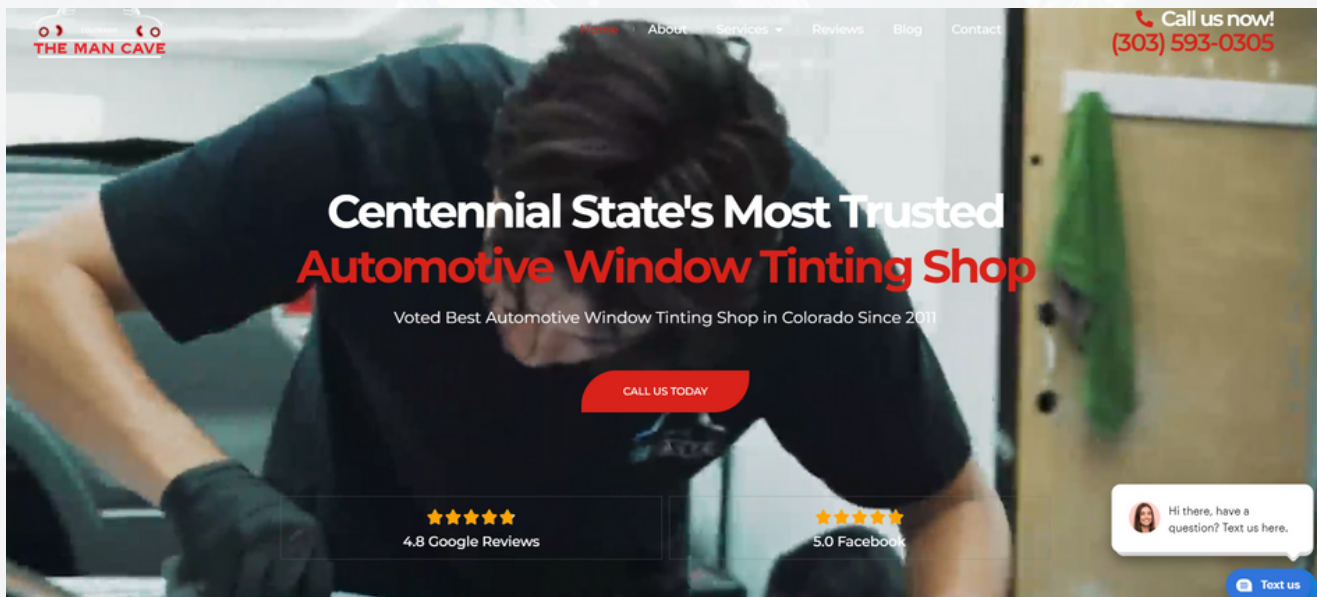 THE MAN CAVE
Home
About
Services
Reviews
Blog
Contact
Call us now!
(303) 593-0305
Centennial State's Most Trusted
Automotive Window Tinting Shop
Voted Best Automotive Window Tinting Shop in Colorado Since 2011
CALL US TODAY
4.8 Google Reviews
5.0 Facebook
Hi there, have a
question? Text us here.
Text us